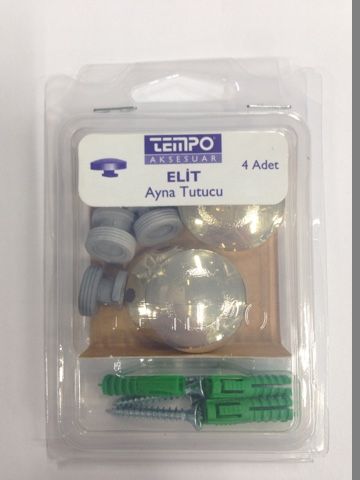 TEMPO
AKSESUAR
ELİT
4 Adet
Ayna Tutucu